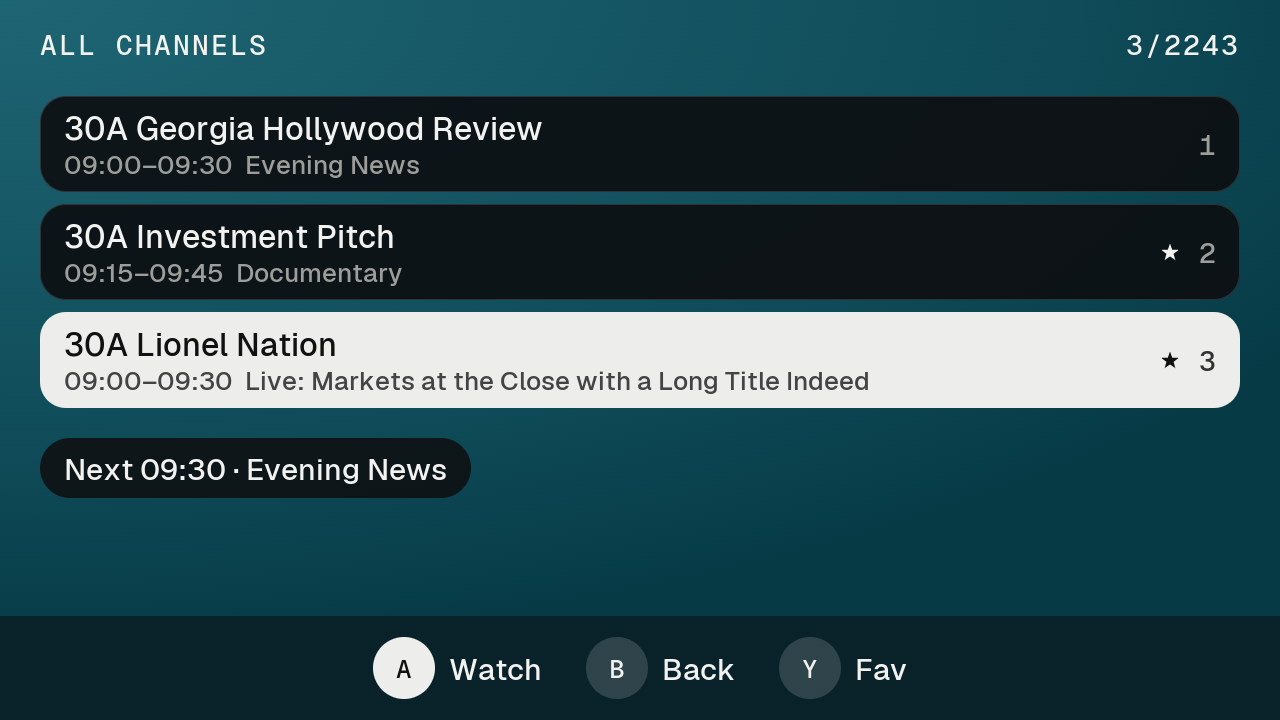 ALL CHANNELS 3/2243
30A Georgia Hollywood Review
09:00–09:30 Evening News
1
30A Investment Pitch
09:15–09:45 Documentary
★ 2
30A Lionel Nation
09:00–09:30 Live: Markets at the Close with a Long Title Indeed
★ 3
Next 09:30 · Evening News
A Watch B Back Y Fav